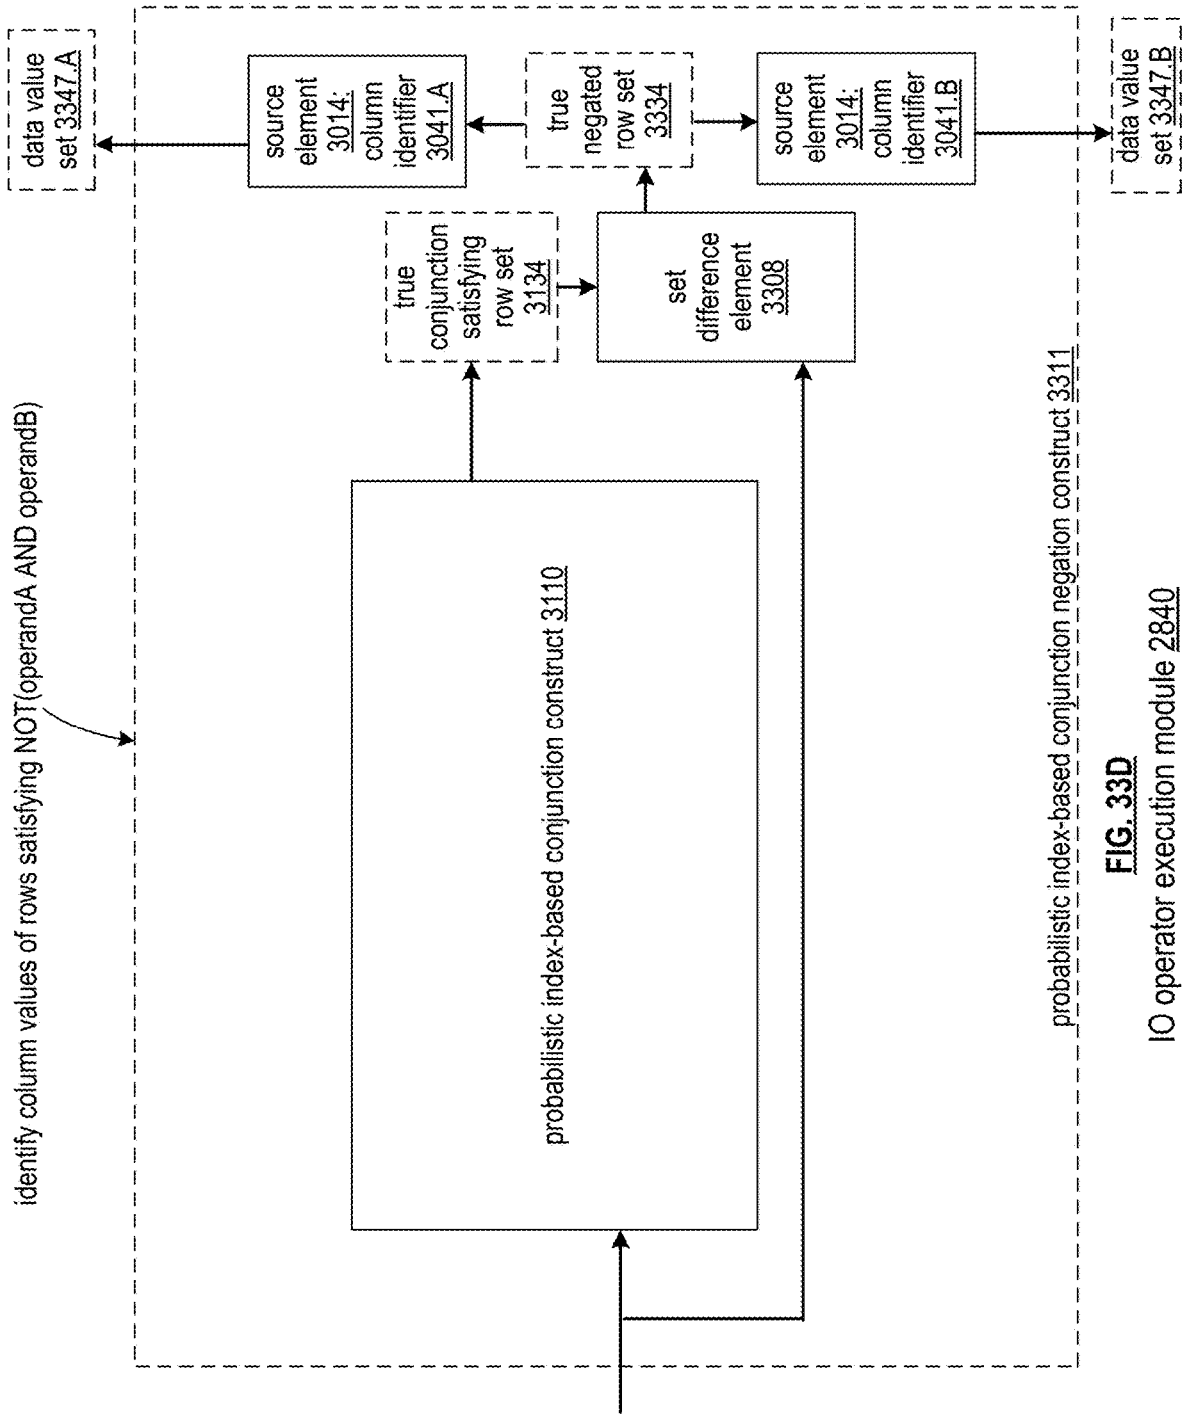 identify column values of rows satisfying NOT(operandA AND operandB)
data value
set 3347.A
source
element
3014:
column
identifier
3041.A
true
negated
row set
3334
source
element
3014:
column
identifier
3041.B
data value
set 3347.B
true
conjunction
satisfying
row set
3134
set
difference
element
3308
probabilistic index-based conjunction construct 3110
probabilistic index-based conjunction negation construct 3311
FIG. 33D
IO operator execution module 2840